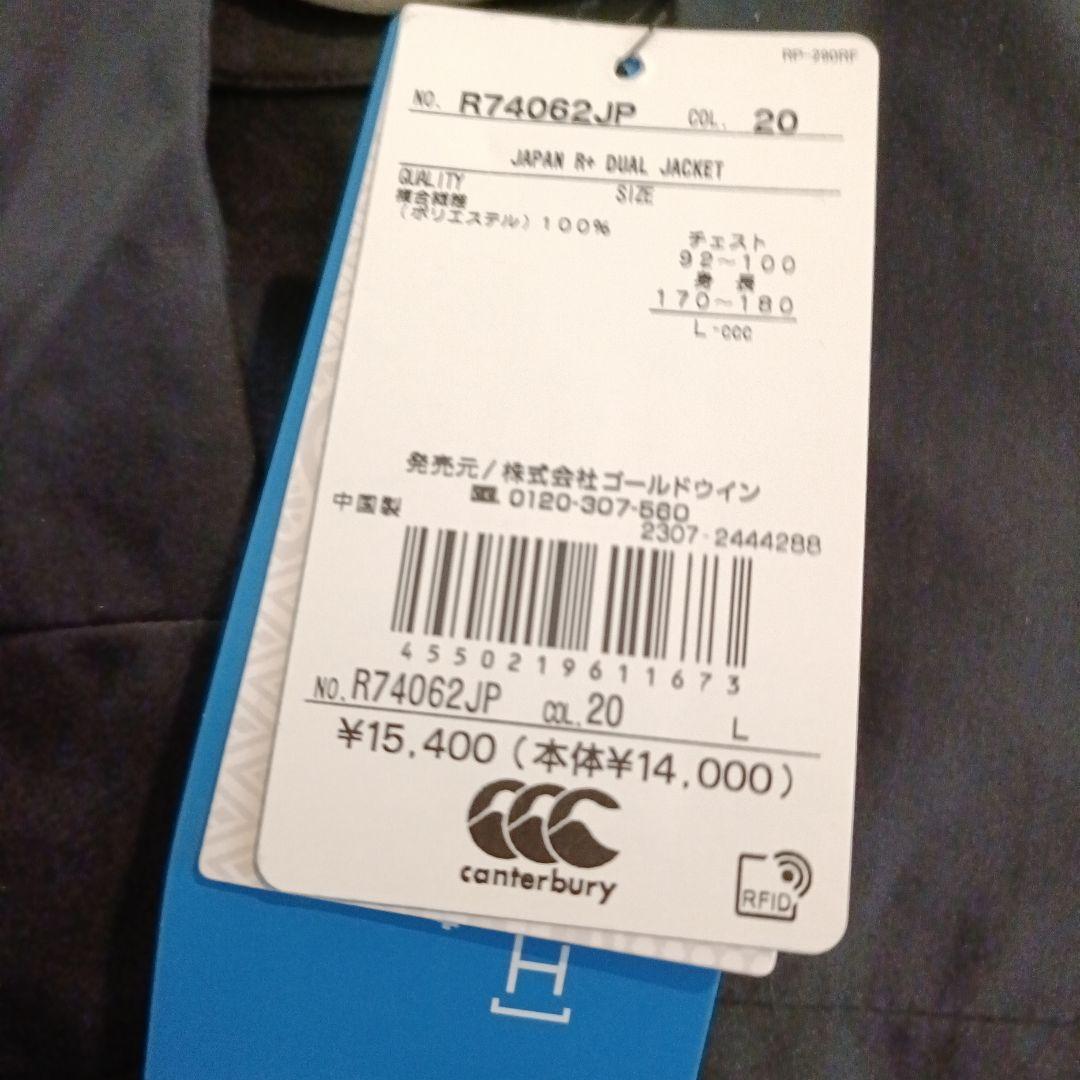 RP-290RF
NO. R74062JP COL. 20
JAPAN R+ DUAL JACKET
QUALITY SIZE
複合繊維
(ポリエステル)100%
チェスト
92~100
身 長
170~180
L-ccc
発売元/株式会社ゴールドウイン
0120-307-560
中国製
2307-2444288
4550219611673
NO. R74062JP COL. 20 L
¥15,400(本体¥14,000)
canterbury
RFID
H]